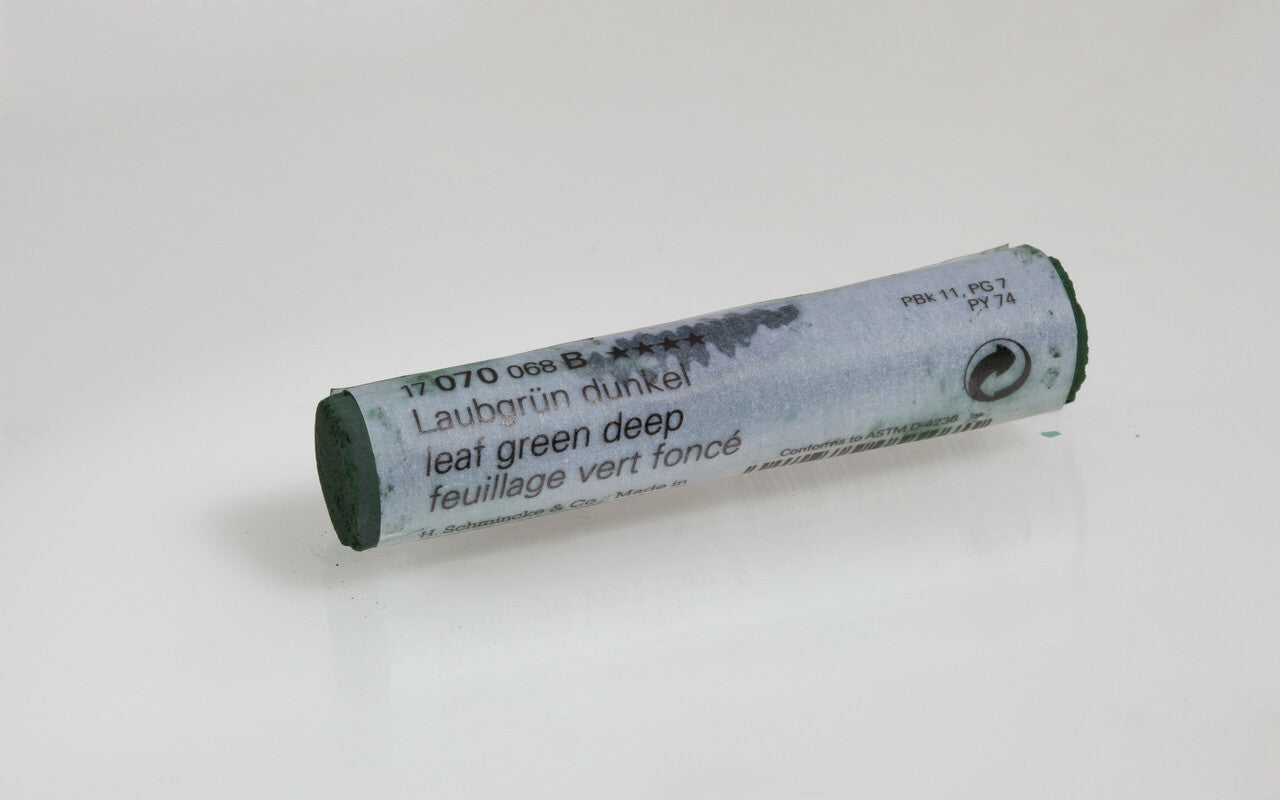 17 070 068 B ★★★★
Laubgrün dunkel
leaf green deep
feuillage vert foncé
H. Schmincke & Co., Made in
PBk 11, PG 7
PY 74
Conforms to ASTM D-4236